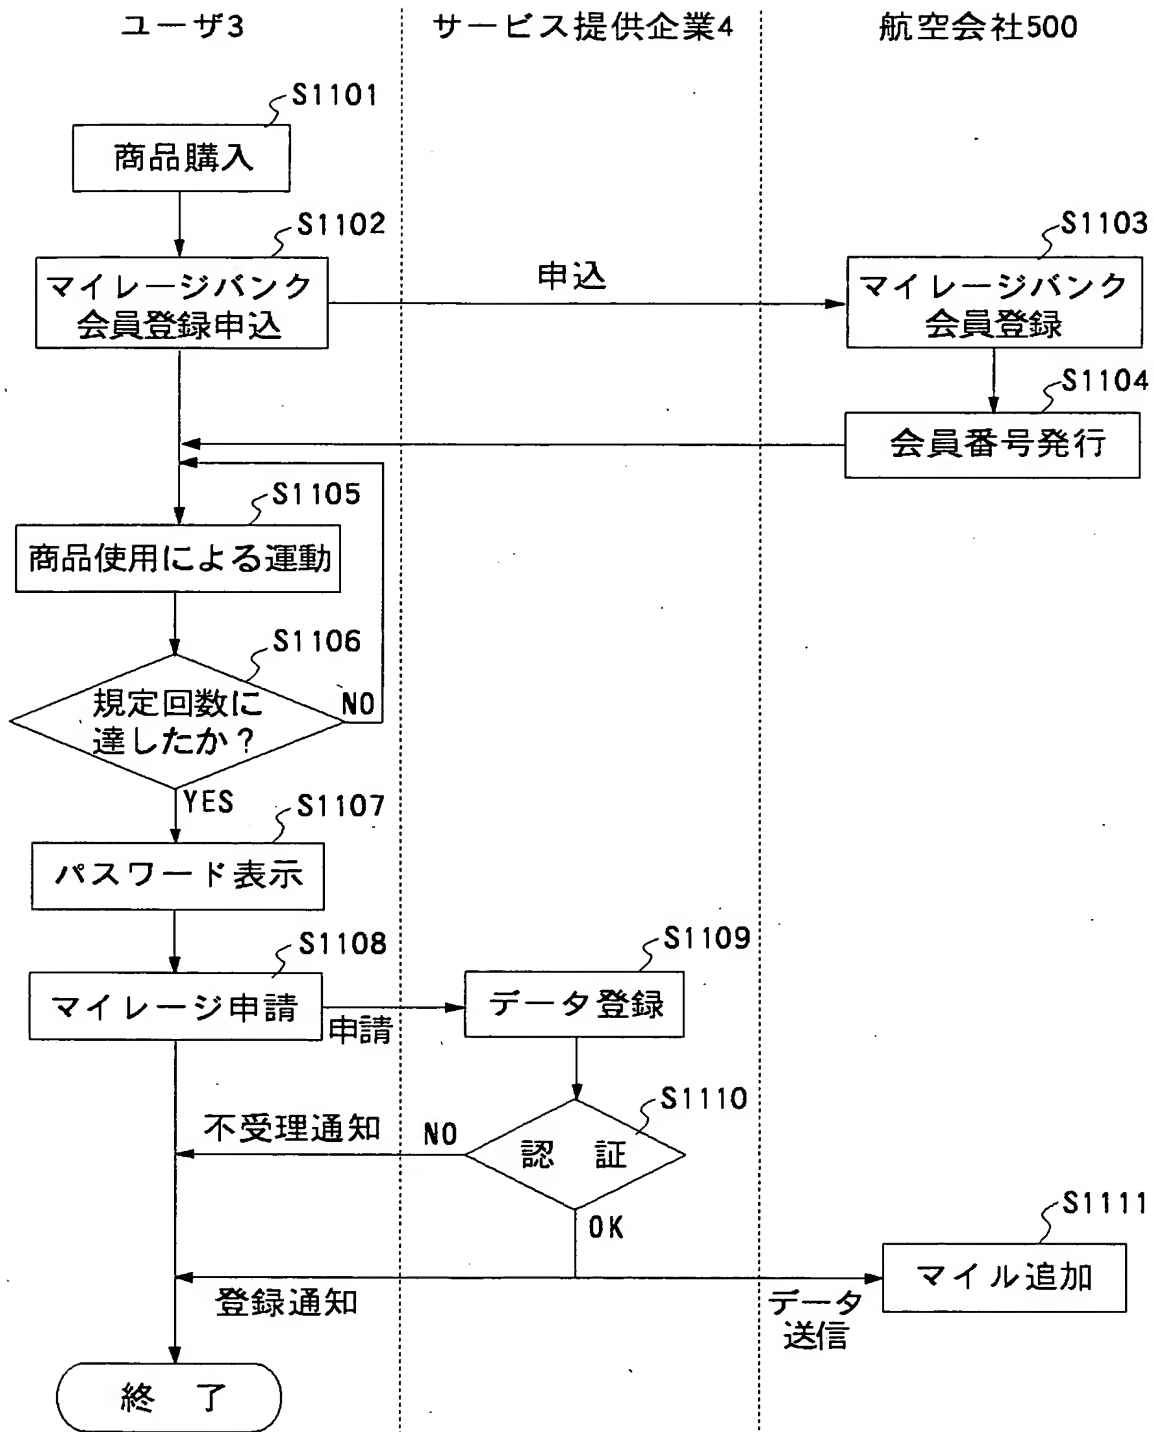 ユーザ3
サービス提供企業4
航空会社500
S1101
商品購入
S1102
マイレージバンク
会員登録申込
申込
S1103
マイレージバンク
会員登録
S1104
会員番号発行
S1105
商品使用による運動
S1106
規定回数に
達したか?
NO
YES
S1107
パスワード表示
S1108
マイレージ申請
申請
S1109
データ登録
S1110
認 証
NO
不受理通知
OK
登録通知
データ
送信
S1111
マイル追加
終 了